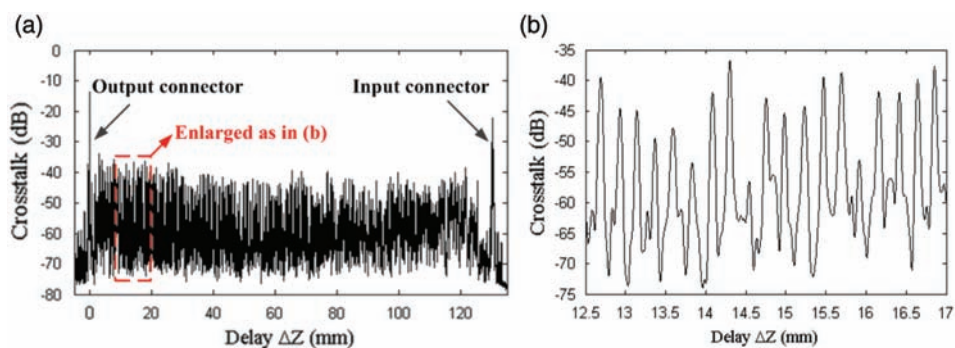 (a)
0
-10
-20
-30
-40
-50
-60
-70
-80
Crosstalk (dB)
Output connector
Input connector
Enlarged as in (b)
0 20 40 60 80 100 120
Delay ΔZ (mm)
(b)
-35
-40
-45
-50
-55
-60
-65
-70
-75
Crosstalk (dB)
12.5 13 13.5 14 14.5 15 15.5 16 16.5 17
Delay ΔZ (mm)